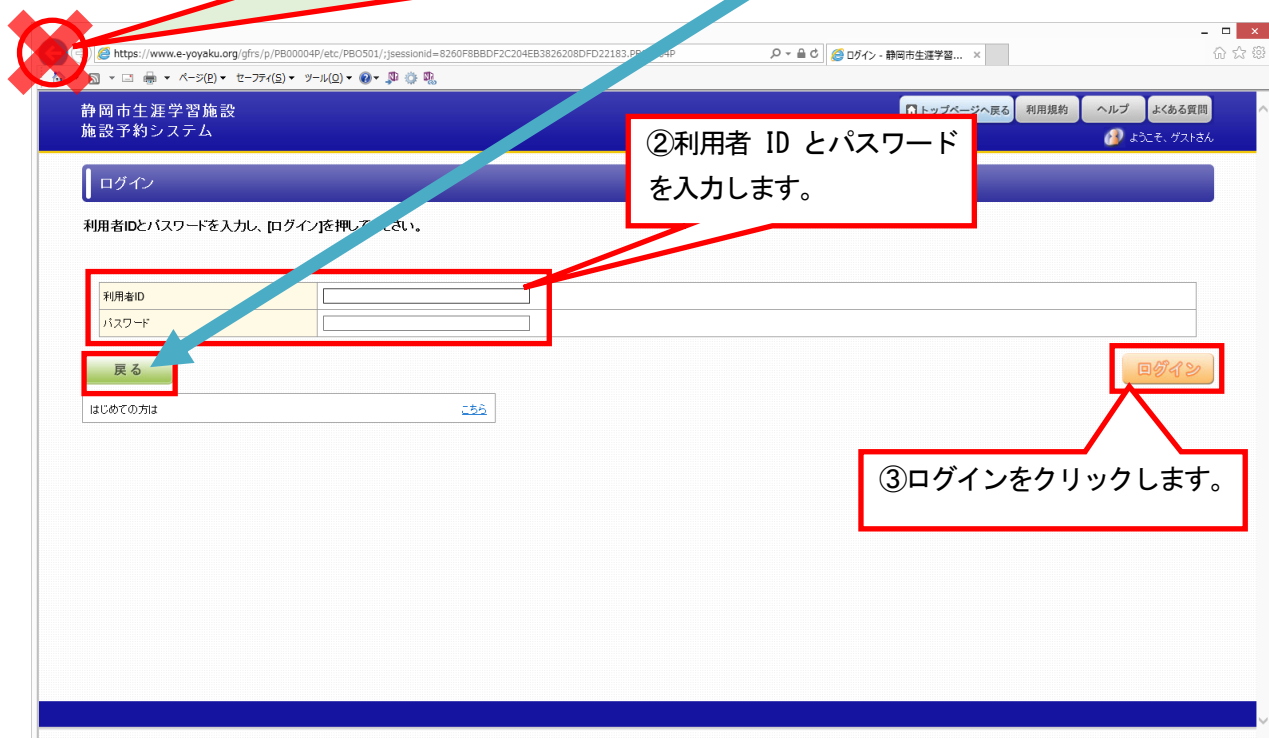 https://www.e-yoyaku.org/gfrs/p/PB00004P/etc/PBO501/;jsessionid=8260F8BBDF2C204EB3826208DFD22183.PB
ログイン - 静岡市生涯学習...
ページ(P) セーフティ(S) ツール(O)
静岡市生涯学習施設
施設予約システム
トップページへ戻る 利用規約 ヘルプ よくある質問
ようこそ、ゲストさん
②利用者 ID とパスワード
を入力します。
ログイン
利用者IDとパスワードを入力し、[ログイン]を押して さい。
利用者ID
パスワード
戻る
ログイン
はじめての方は こちら
③ログインをクリックします。